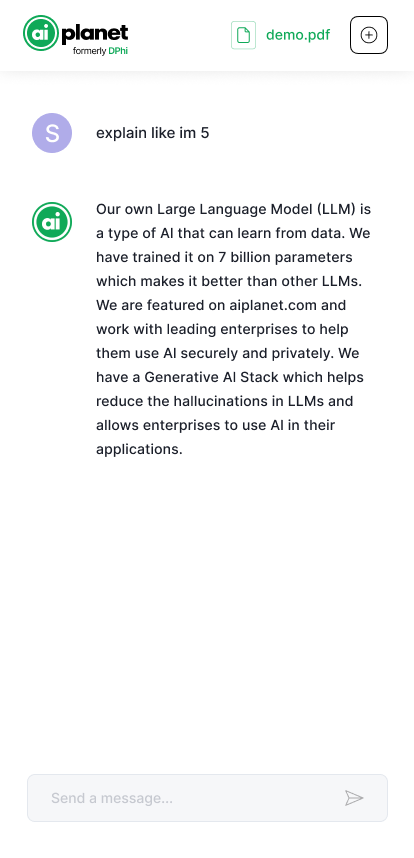 ai planet
formerly DPhi
demo.pdf
S
explain like im 5
ai
Our own Large Language Model (LLM) is
a type of AI that can learn from data. We
have trained it on 7 billion parameters
which makes it better than other LLMs.
We are featured on aiplanet.com and
work with leading enterprises to help
them use AI securely and privately. We
have a Generative AI Stack which helps
reduce the hallucinations in LLMs and
allows enterprises to use AI in their
applications.
Send a message...